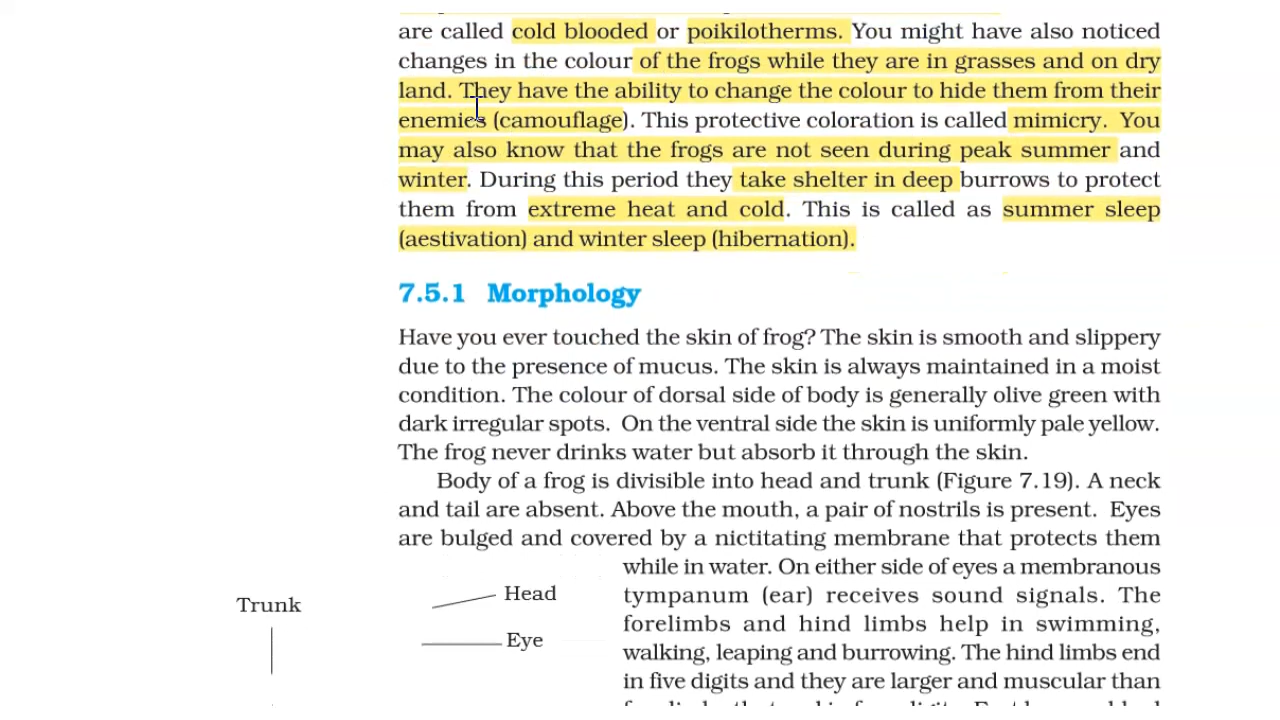 are called cold blooded or poikilotherms. You might have also noticed
changes in the colour of the frogs while they are in grasses and on dry
land. They have the ability to change the colour to hide them from their
enemies (camouflage). This protective coloration is called mimicry. You
may also know that the frogs are not seen during peak summer and
winter. During this period they take shelter in deep burrows to protect
them from extreme heat and cold. This is called as summer sleep
(aestivation) and winter sleep (hibernation).
7.5.1 Morphology
Have you ever touched the skin of frog? The skin is smooth and slippery
due to the presence of mucus. The skin is always maintained in a moist
condition. The colour of dorsal side of body is generally olive green with
dark irregular spots. On the ventral side the skin is uniformly pale yellow.
The frog never drinks water but absorb it through the skin.
Body of a frog is divisible into head and trunk (Figure 7.19). A neck
and tail are absent. Above the mouth, a pair of nostrils is present. Eyes
are bulged and covered by a nictitating membrane that protects them
while in water. On either side of eyes a membranous
tympanum (ear) receives sound signals. The
forelimbs and hind limbs help in swimming,
walking, leaping and burrowing. The hind limbs end
in five digits and they are larger and muscular than
Head
Trunk
Eye